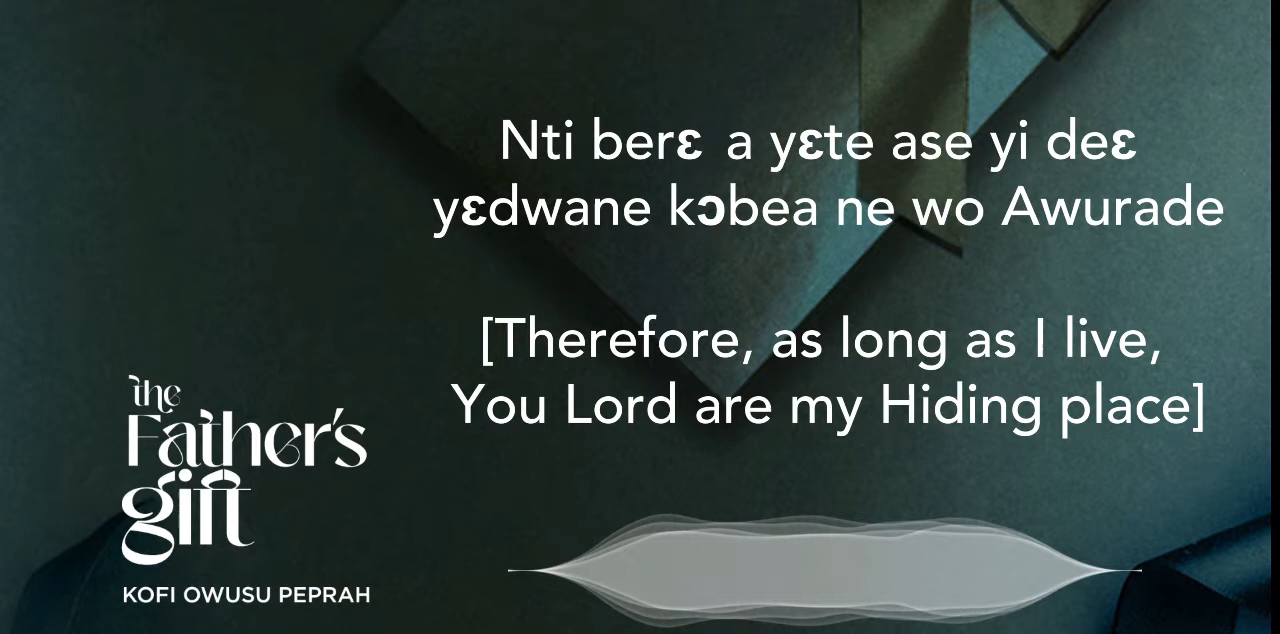 Nti berɛ a yɛte ase yi deɛ
yɛdwane kɔbea ne wo Awurade
[Therefore, as long as I live,
You Lord are my Hiding place]
the
Father's
gift
KOFI OWUSU PEPRAH